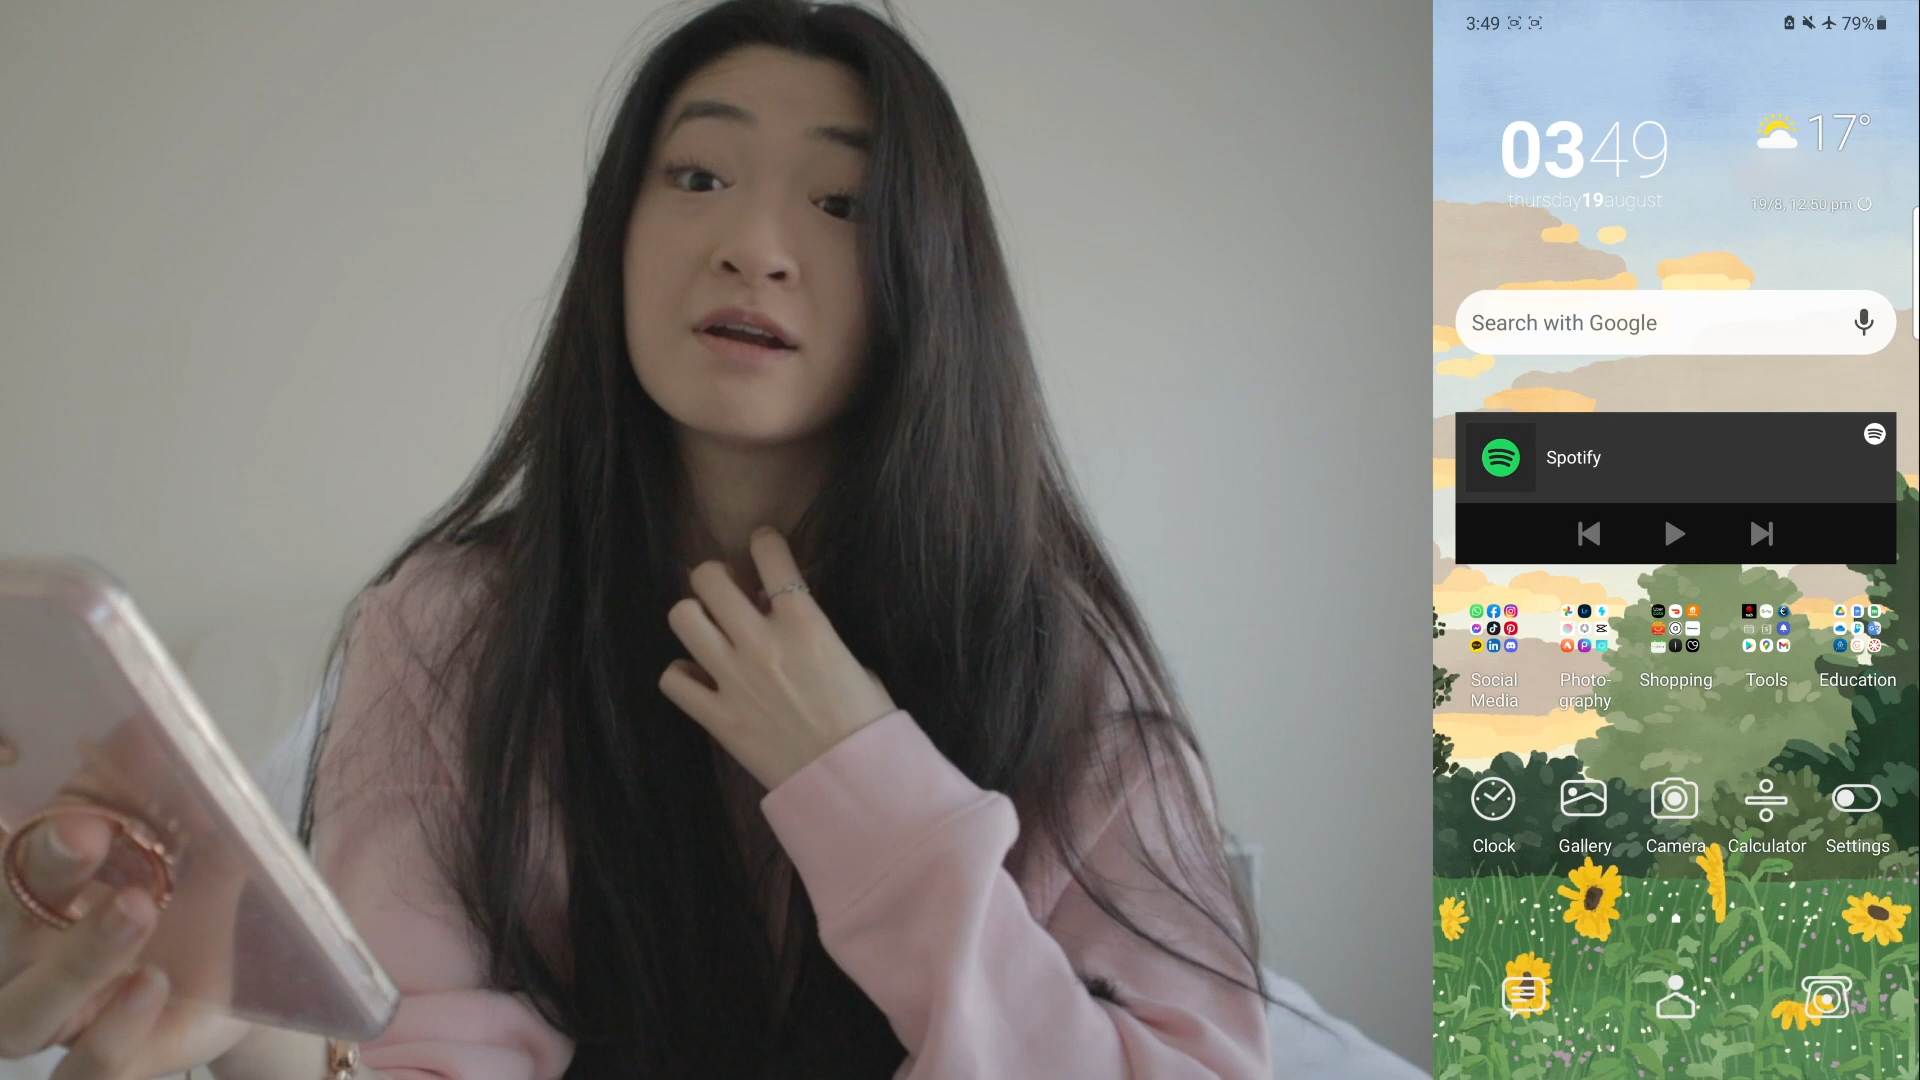 3:49
79%
0349
17°
thursday19august
19/8, 12:50 pm
Search with Google
Spotify
Social
Media
Photo-
graphy
Shopping
Tools
Education
Clock
Gallery
Camera
Calculator
Settings